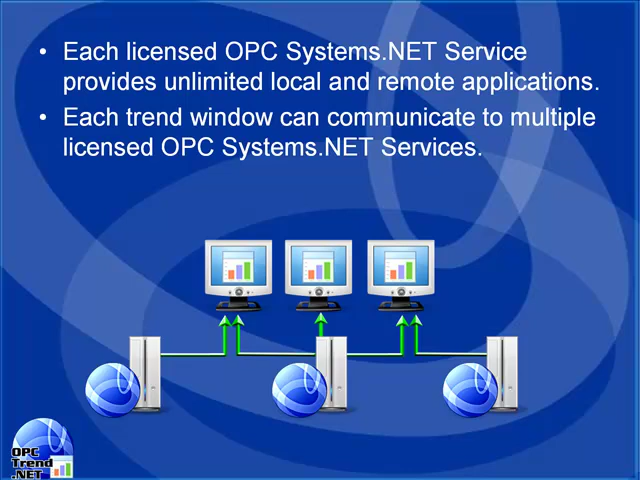 • Each licensed OPC Systems.NET Service
provides unlimited local and remote applications.
• Each trend window can communicate to multiple
licensed OPC Systems.NET Services.
OPC
Trend
.NET